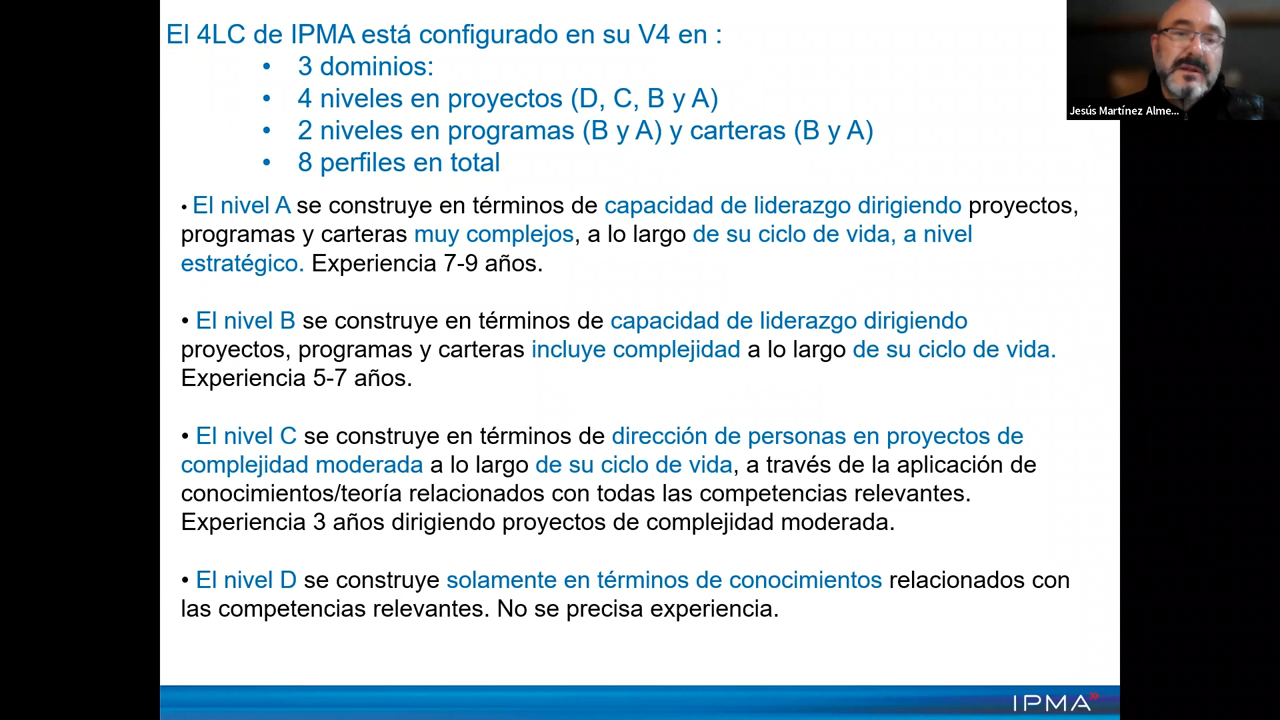 El 4LC de IPMA está configurado en su V4 en :
• 3 dominios:
• 4 niveles en proyectos (D, C, B y A)
• 2 niveles en programas (B y A) y carteras (B y A)
• 8 perfiles en total
• El nivel A se construye en términos de capacidad de liderazgo dirigiendo proyectos,
programas y carteras muy complejos, a lo largo de su ciclo de vida, a nivel
estratégico. Experiencia 7-9 años.
• El nivel B se construye en términos de capacidad de liderazgo dirigiendo
proyectos, programas y carteras incluye complejidad a lo largo de su ciclo de vida.
Experiencia 5-7 años.
• El nivel C se construye en términos de dirección de personas en proyectos de
complejidad moderada a lo largo de su ciclo de vida, a través de la aplicación de
conocimientos/teoría relacionados con todas las competencias relevantes.
Experiencia 3 años dirigiendo proyectos de complejidad moderada.
• El nivel D se construye solamente en términos de conocimientos relacionados con
las competencias relevantes. No se precisa experiencia.
Jesús Martínez Alme...
IPMA